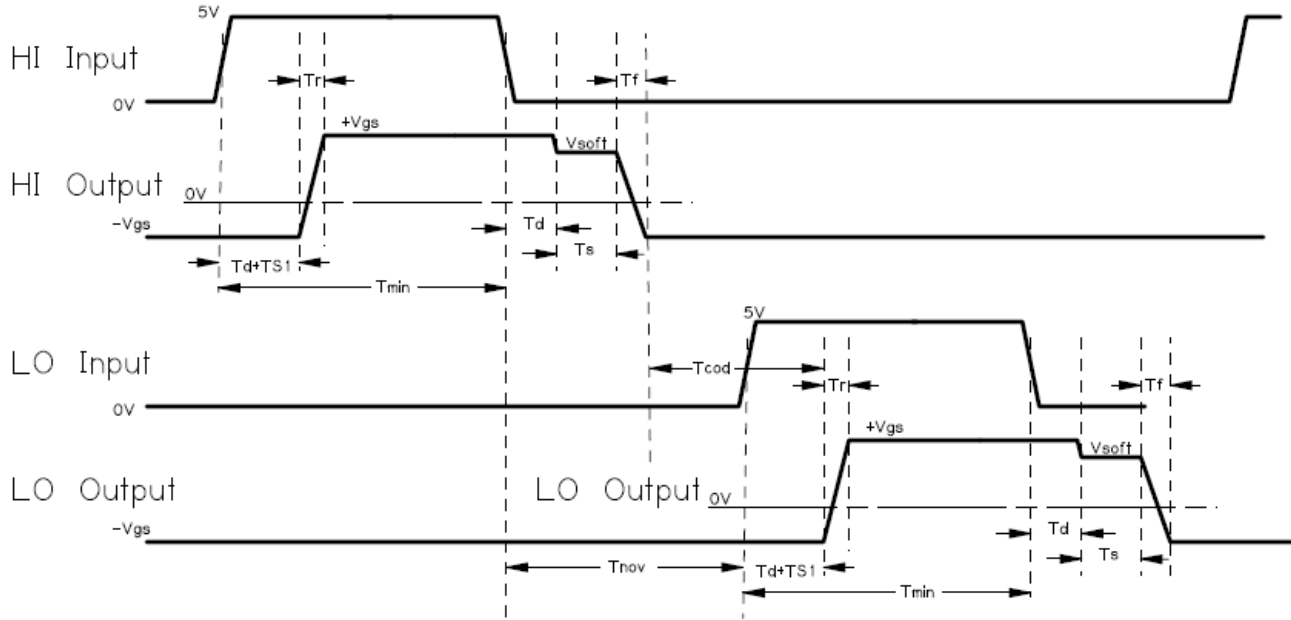 5V
HI Input
Tr
Tf
0V
+Vgs
Vsoft
HI Output
0V
-Vgs
Td
Ts
Td+TS1
Tmin
5V
LO Input
Tcod
Tr
Tf
0V
+Vgs
Vsoft
LO Output
LO Output
0V
-Vgs
Td
Ts
Tnov
Td+TS1
Tmin